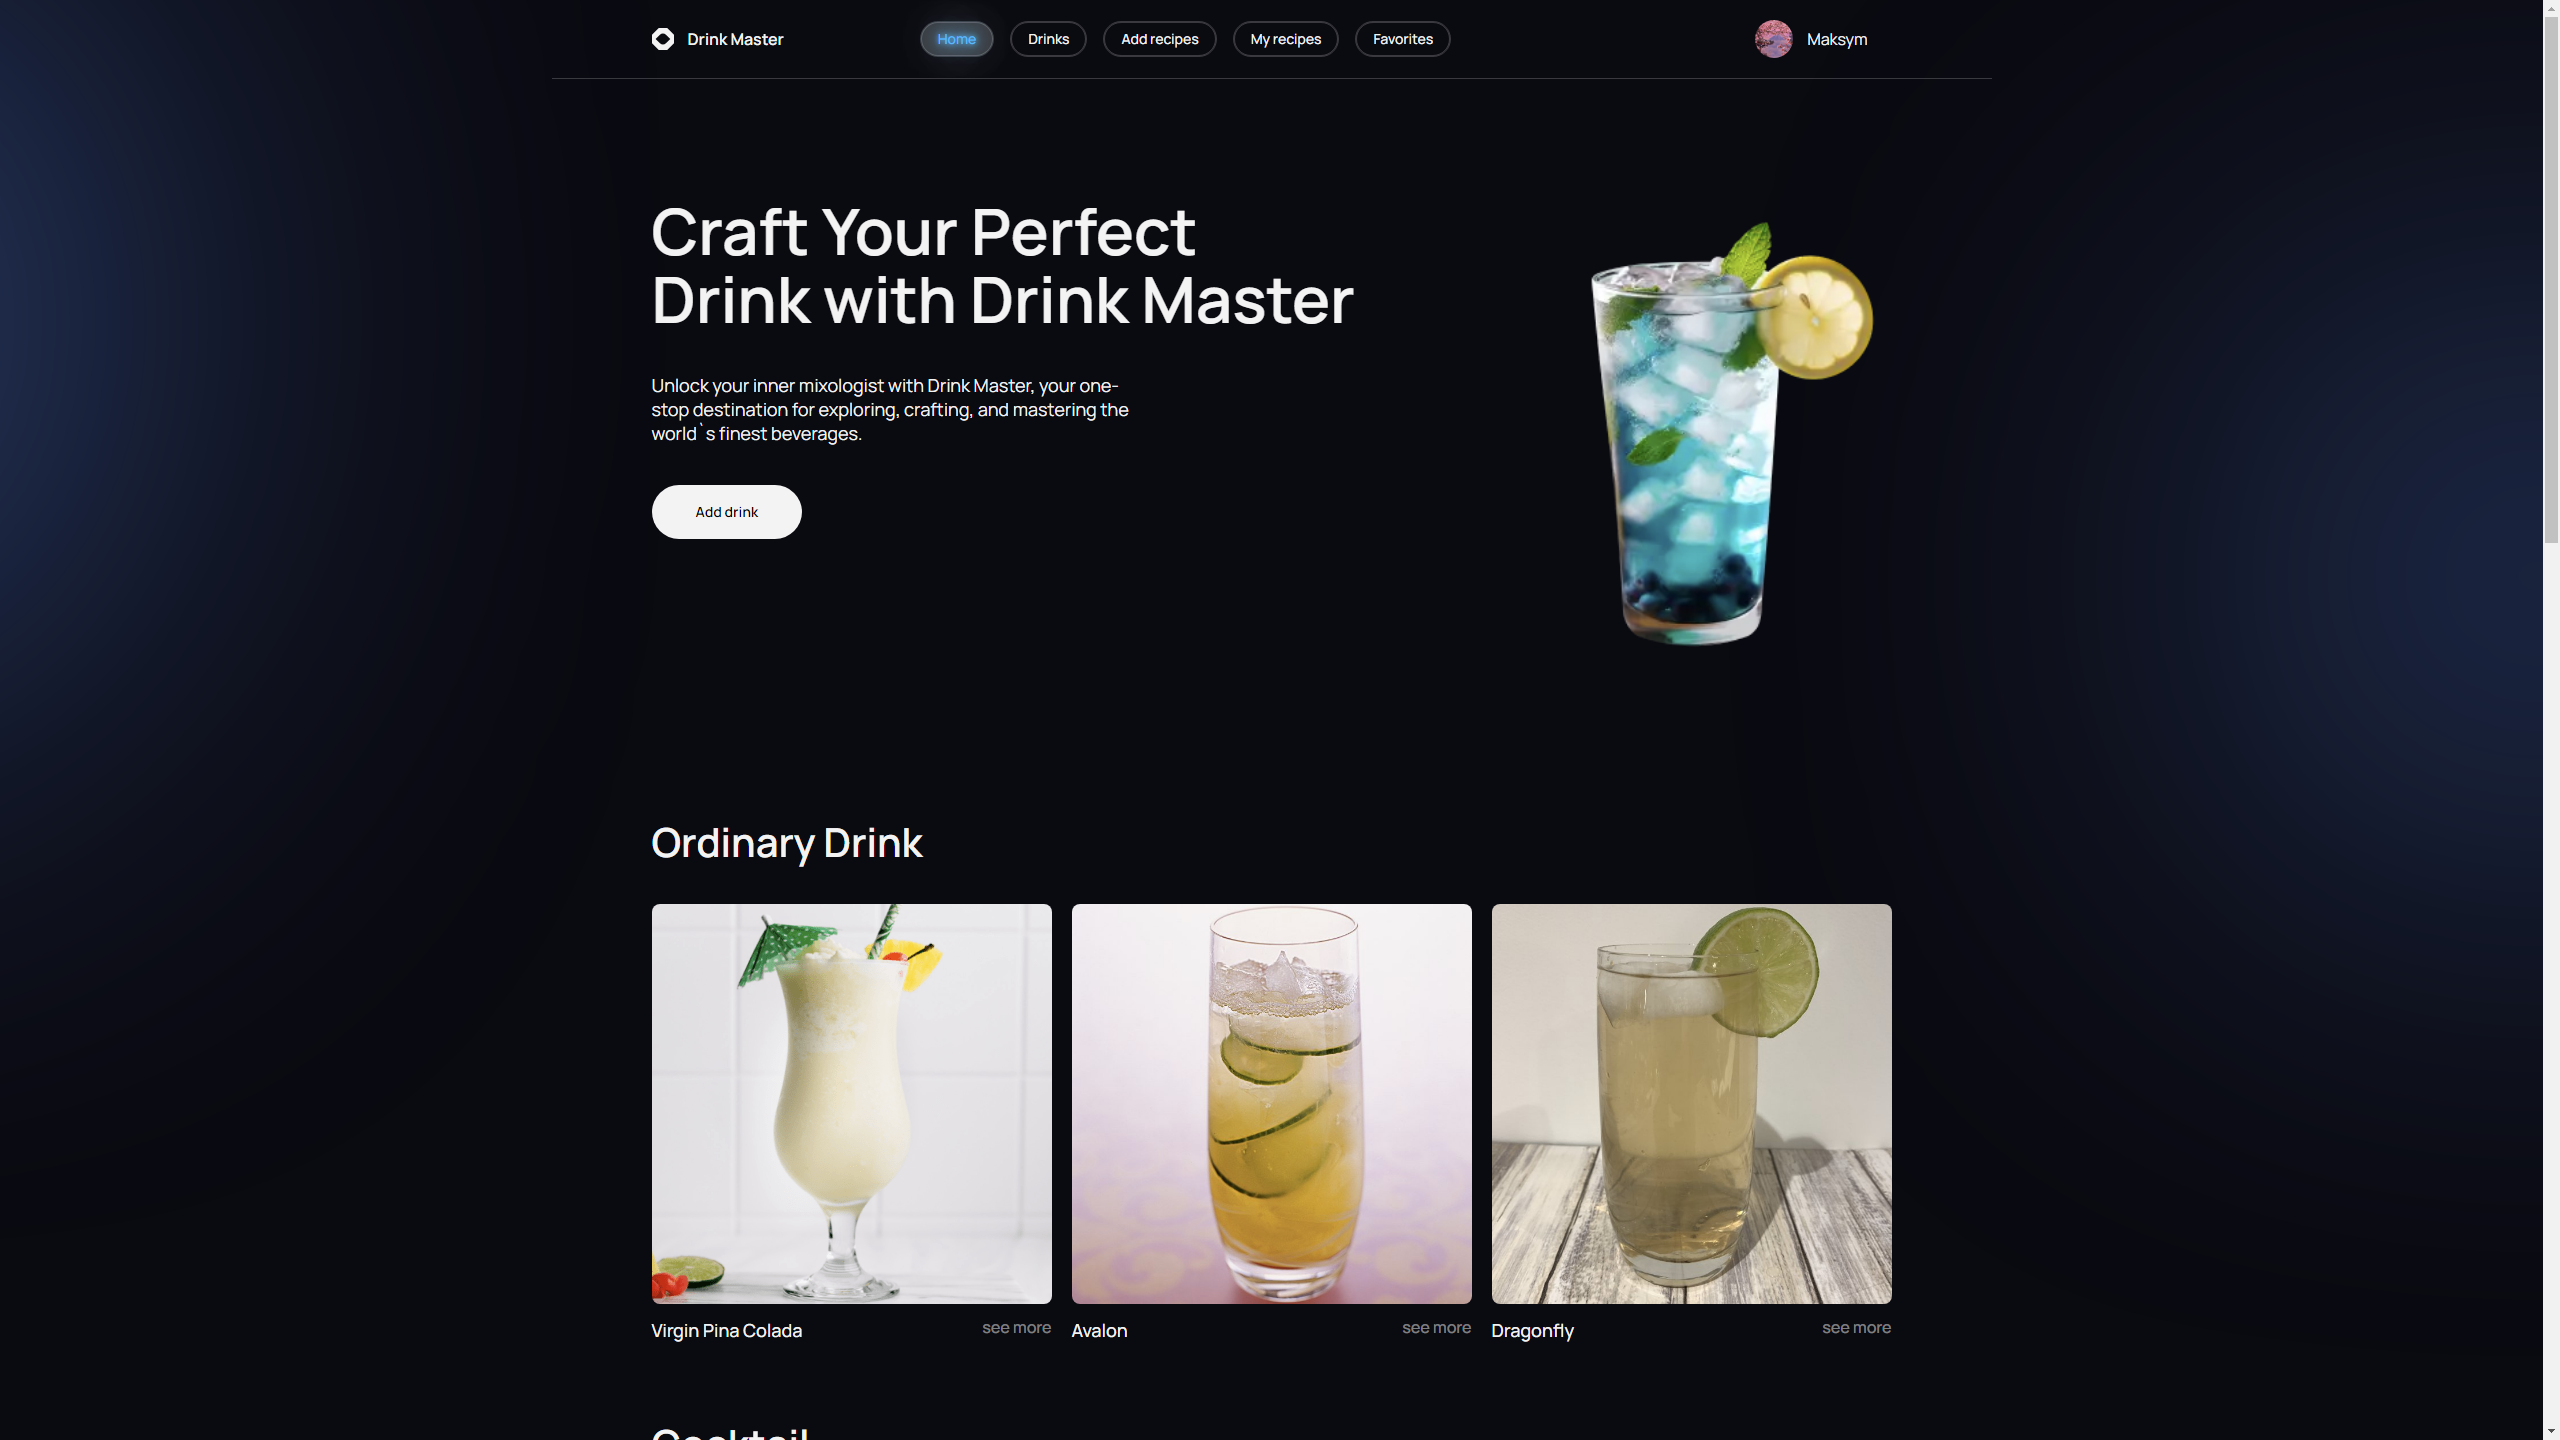 Drink Master
Home
Drinks
Add recipes
My recipes
Favorites
Maksym
Craft Your Perfect
Drink with Drink Master
Unlock your inner mixologist with Drink Master, your one-
stop destination for exploring, crafting, and mastering the
world`s finest beverages.
Add drink
Ordinary Drink
Virgin Pina Colada
see more
Avalon
see more
Dragonfly
see more
Cocktail